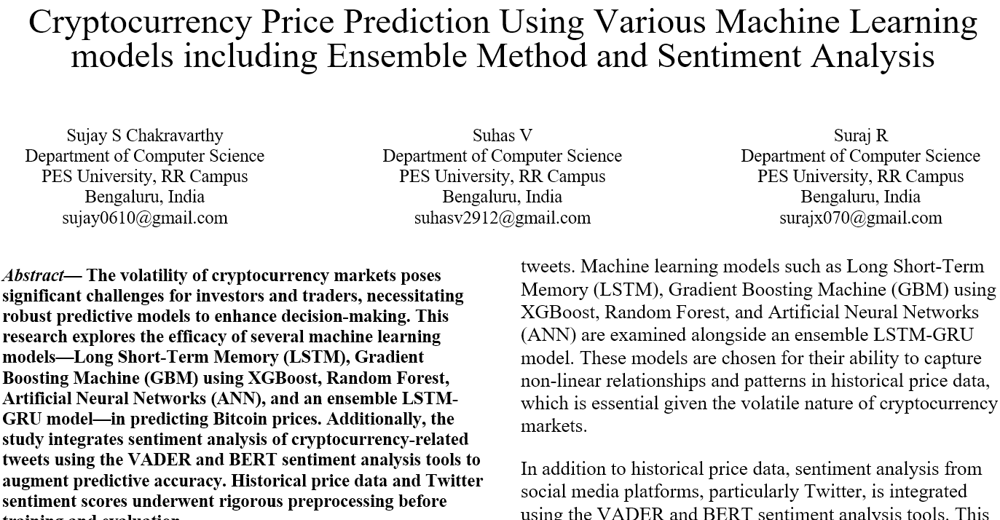 Cryptocurrency Price Prediction Using Various Machine Learning
models including Ensemble Method and Sentiment Analysis
Sujay S Chakravarthy
Department of Computer Science
PES University, RR Campus
Bengaluru, India
sujay0610@gmail.com
Suhas V
Department of Computer Science
PES University, RR Campus
Bengaluru, India
suhasv2912@gmail.com
Suraj R
Department of Computer Science
PES University, RR Campus
Bengaluru, India
surajx070@gmail.com
Abstract— The volatility of cryptocurrency markets poses
significant challenges for investors and traders, necessitating
robust predictive models to enhance decision-making. This
research explores the efficacy of several machine learning
models—Long Short-Term Memory (LSTM), Gradient
Boosting Machine (GBM) using XGBoost, Random Forest,
Artificial Neural Networks (ANN), and an ensemble LSTM-
GRU model—in predicting Bitcoin prices. Additionally, the
study integrates sentiment analysis of cryptocurrency-related
tweets using the VADER and BERT sentiment analysis tools to
augment predictive accuracy. Historical price data and Twitter
sentiment scores underwent rigorous preprocessing before
training and evaluation.
tweets. Machine learning models such as Long Short-Term
Memory (LSTM), Gradient Boosting Machine (GBM) using
XGBoost, Random Forest, and Artificial Neural Networks
(ANN) are examined alongside an ensemble LSTM-GRU
model. These models are chosen for their ability to capture
non-linear relationships and patterns in historical price data,
which is essential given the volatile nature of cryptocurrency
markets.
In addition to historical price data, sentiment analysis from
social media platforms, particularly Twitter, is integrated
using the VADER and BERT sentiment analysis tools. This